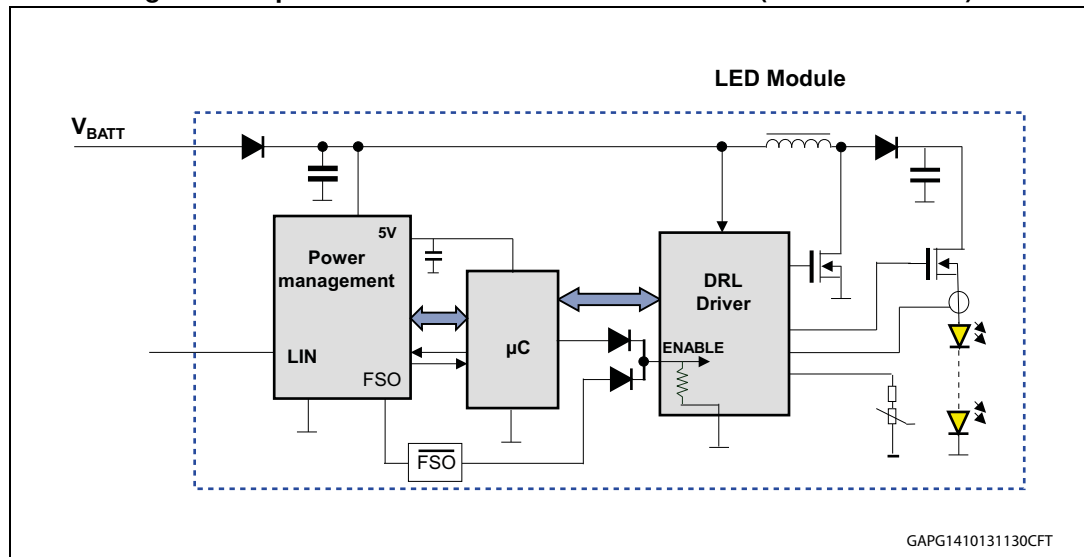 LED Module
VBATT
5V
Power
management
LIN
FSO
µC
DRL
Driver
ENABLE
FSO
GAPG1410131130CFT